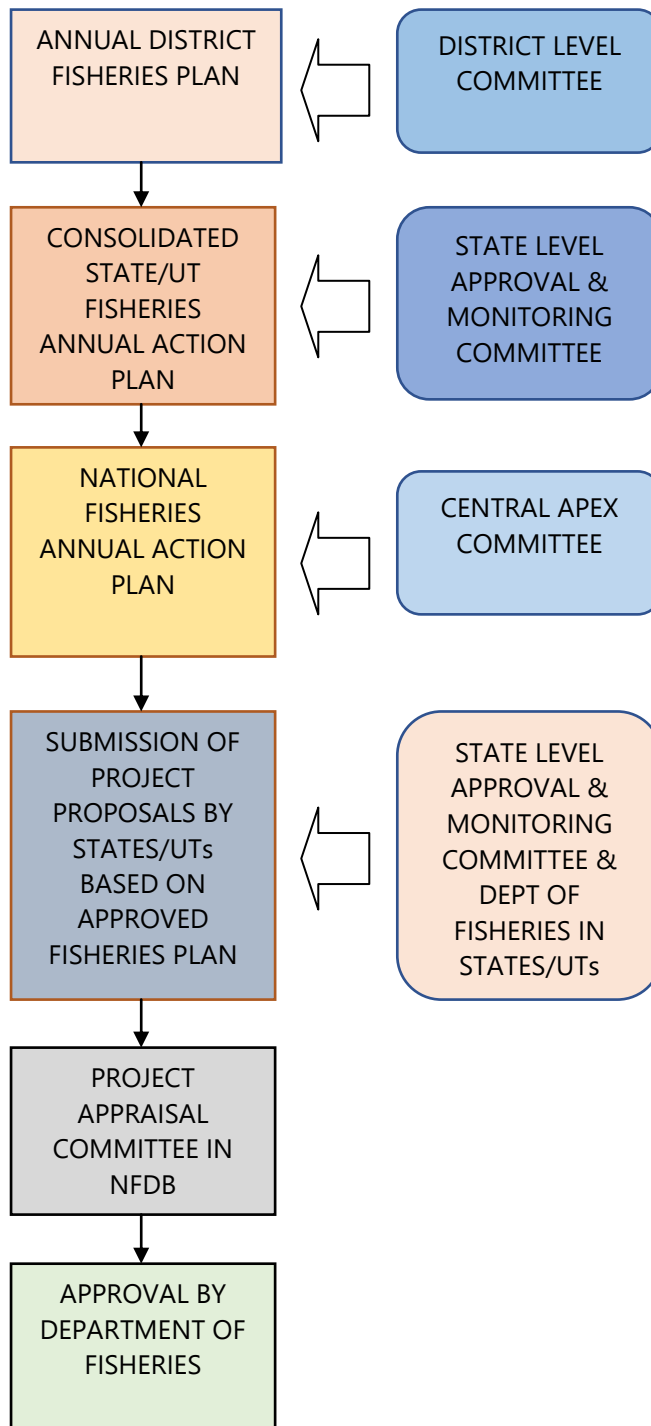 ANNUAL DISTRICT
FISHERIES PLAN
DISTRICT LEVEL
COMMITTEE
CONSOLIDATED
STATE/UT
FISHERIES
ANNUAL ACTION
PLAN
STATE LEVEL
APPROVAL &
MONITORING
COMMITTEE
NATIONAL
FISHERIES
ANNUAL ACTION
PLAN
CENTRAL APEX
COMMITTEE
SUBMISSION OF
PROJECT
PROPOSALS BY
STATES/UTs
BASED ON
APPROVED
FISHERIES PLAN
STATE LEVEL
APPROVAL &
MONITORING
COMMITTEE &
DEPT OF
FISHERIES IN
STATES/UTs
PROJECT
APPRAISAL
COMMITTEE IN
NFDB
APPROVAL BY
DEPARTMENT OF
FISHERIES